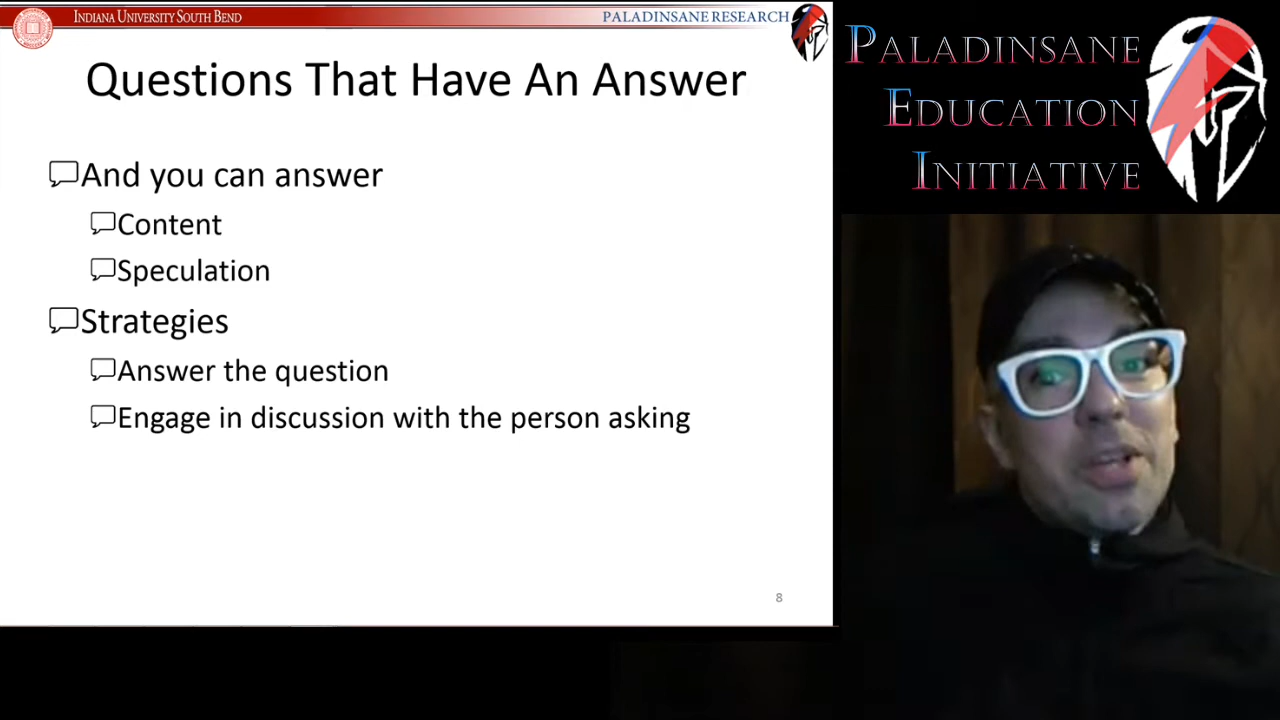 INDIANA UNIVERSITY SOUTH BEND
PALADINSANE RESEARCH
Questions That Have An Answer
And you can answer
Content
Speculation
Strategies
Answer the question
Engage in discussion with the person asking
8
PALADINSANE
EDUCATION
INITIATIVE